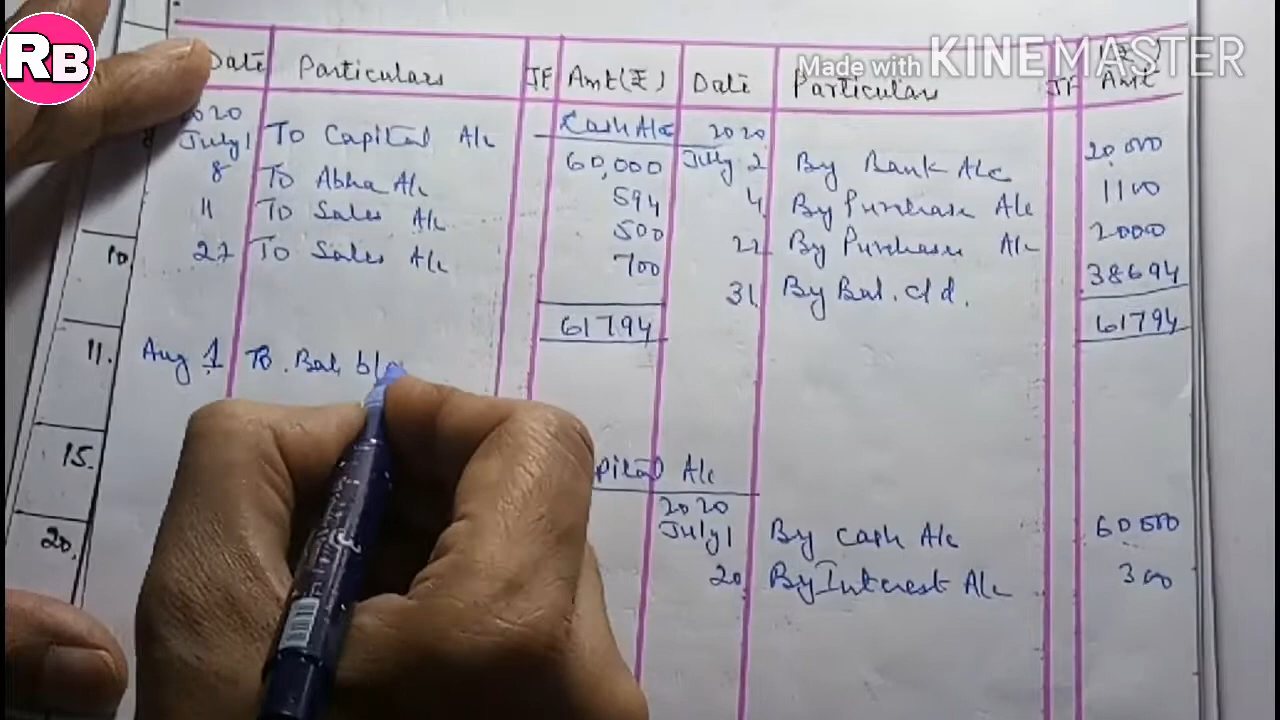 RB
Made with KINEMASTER
Date Particulars JF Amt(₹) Date Particulars JF Amt (₹)
Cash A/c
2020 2020
July 1 To Capital A/c 60,000 July 2 By Bank A/c 20,000
8 To Abha A/c 594 4 By Purchase A/c 1100
11 To Sales A/c 500 22 By Purchases A/c 2000
27 To Sales A/c 700 31 By Bal. c/d. 38694
61794 61794
Aug 1 To. Bal b/
10
11.
15.
20.
pital A/c
2020
July 1 By Cash A/c 60,000
20 By Interest A/c 300